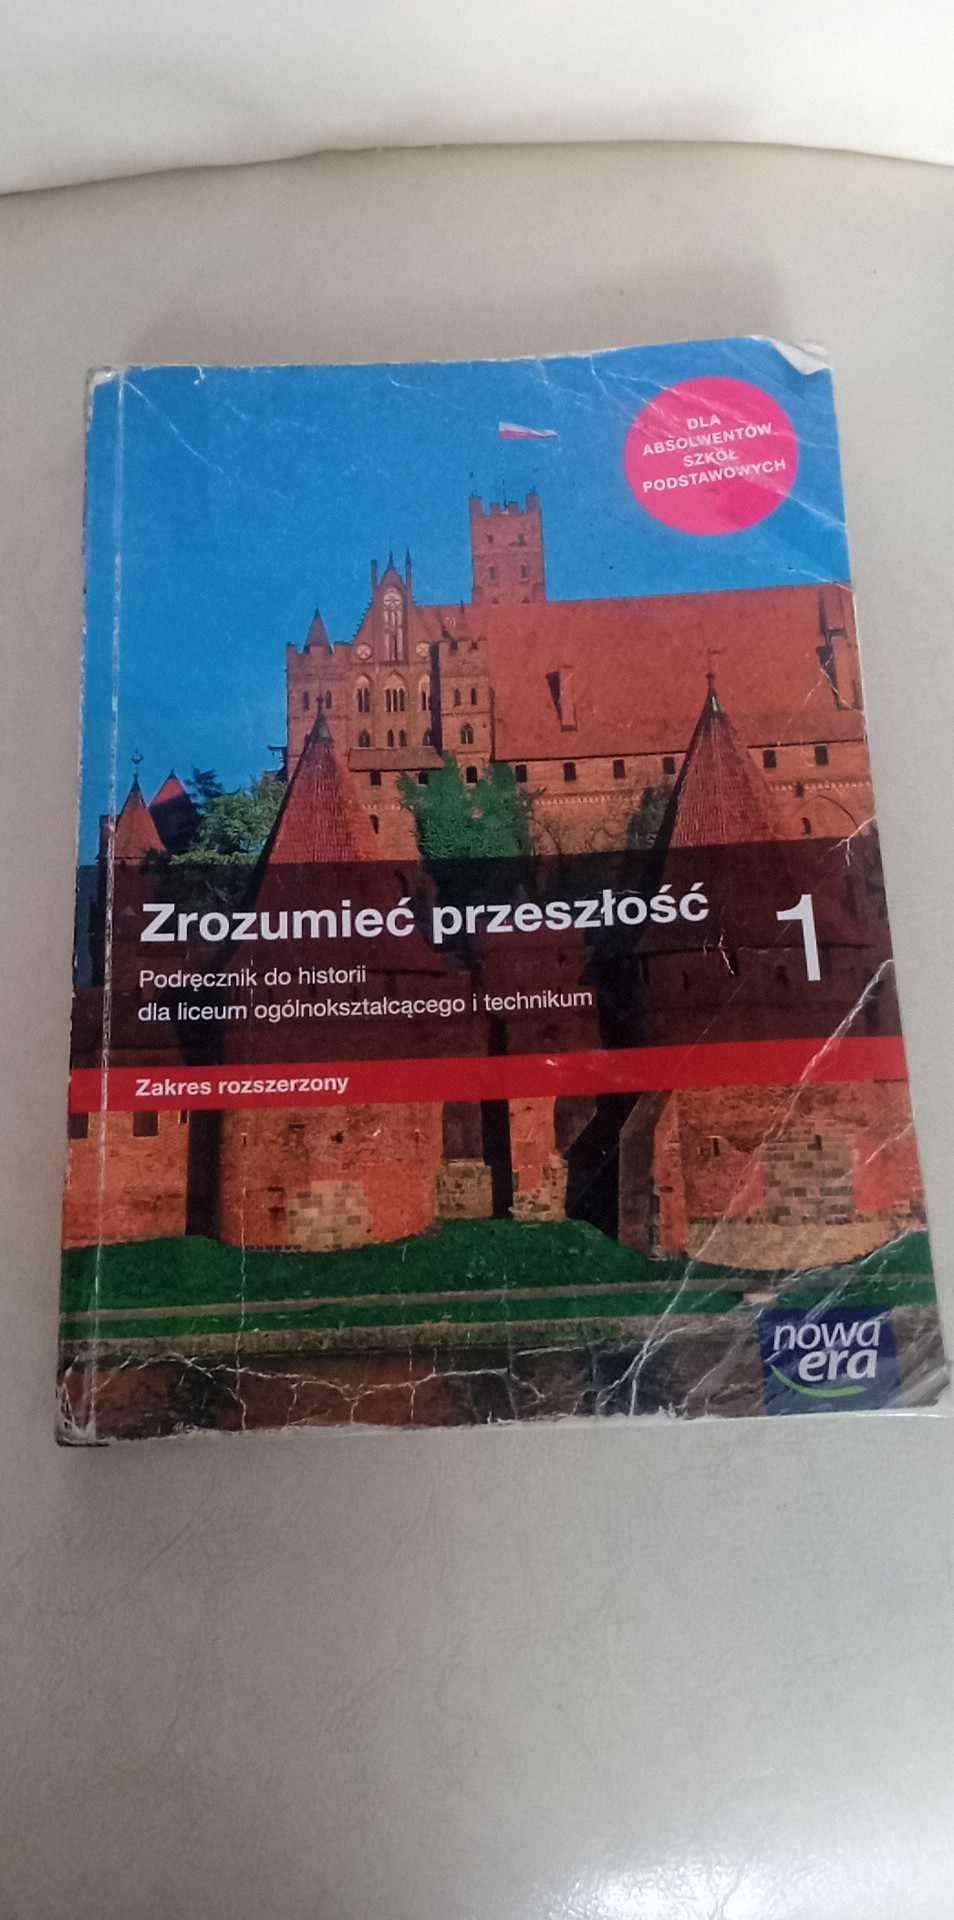 DLA
ABSOLWENTÓW
SZKÓŁ
PODSTAWOWYCH
Zrozumieć przeszłość 1
Podręcznik do historii
dla liceum ogólnokształcącego i technikum
Zakres rozszerzony
nowa
era